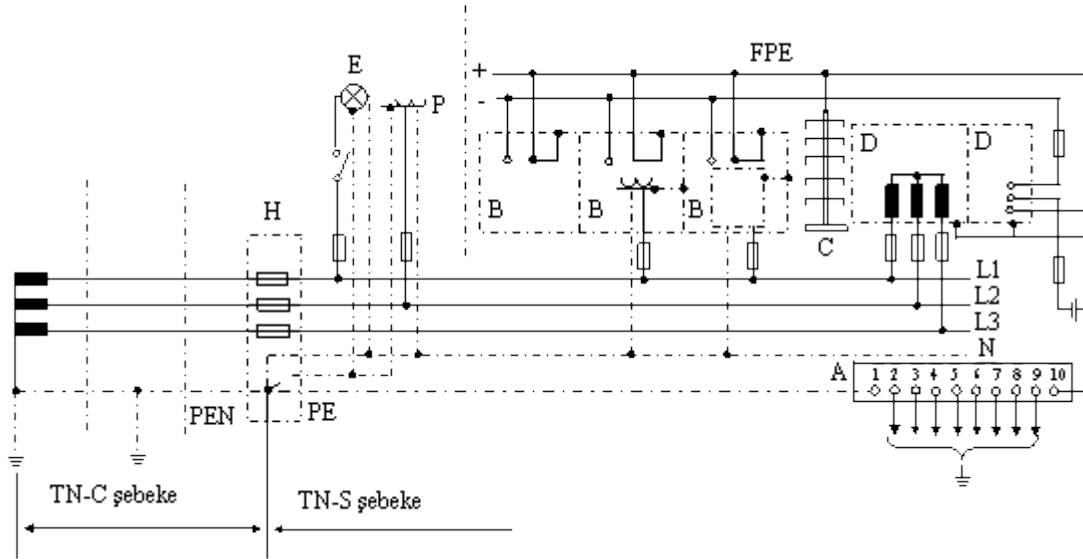 FPE
E
P
+
-
D
D
B
B
B
C
H
L1
L2
L3
N
A
1 2 3 4 5 6 7 8 9 10
PEN
PE
TN-C şebeke
TN-S şebeke